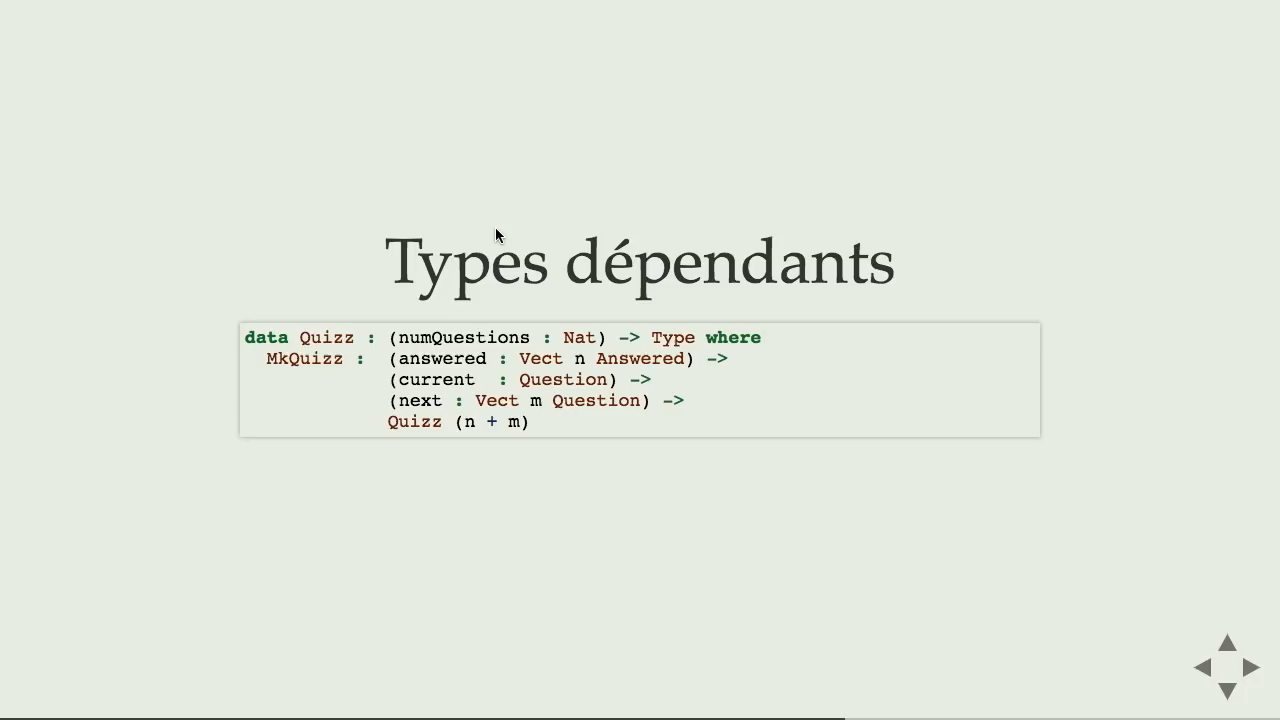 Types dépendants
data Quizz : (numQuestions : Nat) -> Type where
  MkQuizz :  (answered : Vect n Answered) ->
             (current  : Question) ->
             (next : Vect m Question) ->
             Quizz (n + m)